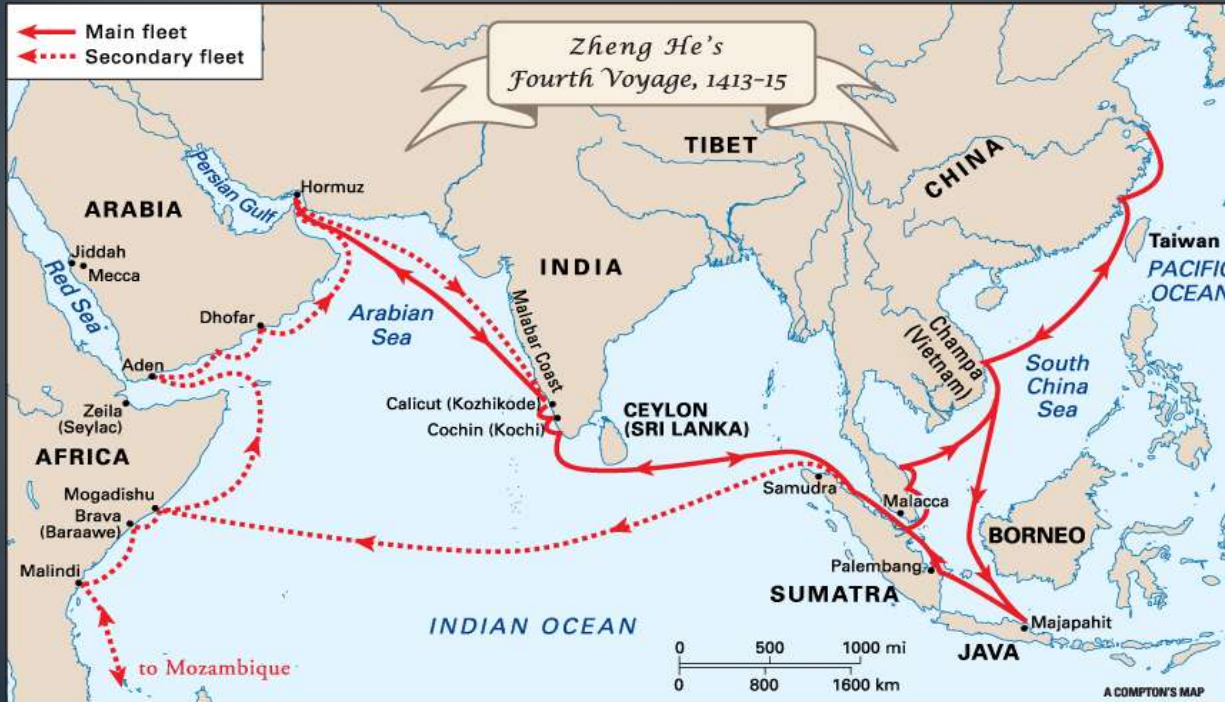 Main fleet
Secondary fleet
Zheng He's
Fourth Voyage, 1413–15
TIBET
CHINA
Persian Gulf
Hormuz
ARABIA
Jiddah
Mecca
Red Sea
INDIA
Taiwan
PACIFIC
OCEAN
Dhofar
Arabian
Sea
Malabar Coast
Champa
(Vietnam)
South
China
Sea
Aden
Zeila
(Seylac)
Calicut (Kozhikode)
Cochin (Kochi)
CEYLON
(SRI LANKA)
AFRICA
Mogadishu
Brava
(Baraawe)
Samudra
Malacca
BORNEO
Malindi
Palembang
SUMATRA
INDIAN OCEAN
Majapahit
JAVA
to Mozambique
0 500 1000 mi
0 800 1600 km
A COMPTON'S MAP